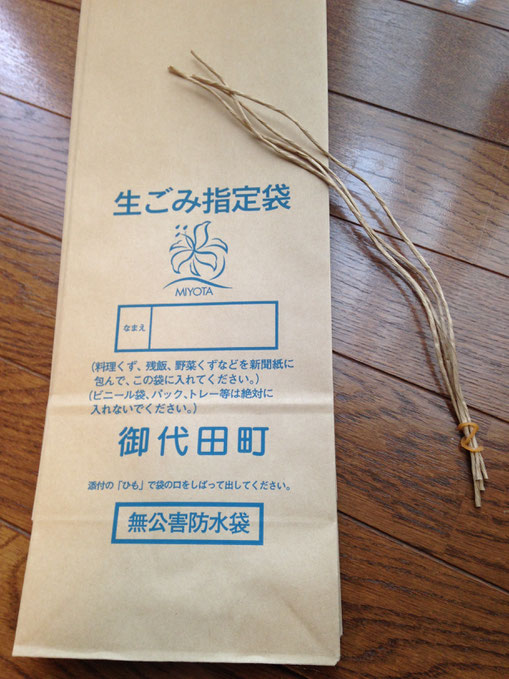 生ごみ指定袋
MIYOTA
なまえ
(料理くず、残飯、野菜くずなどを新聞紙に
包んで、この袋に入れてください。)
(ビニール袋、パック、トレー等は絶対に
入れないでください。)
御代田町
添付の「ひも」で袋の口をしばって出してください。
無公害防水袋